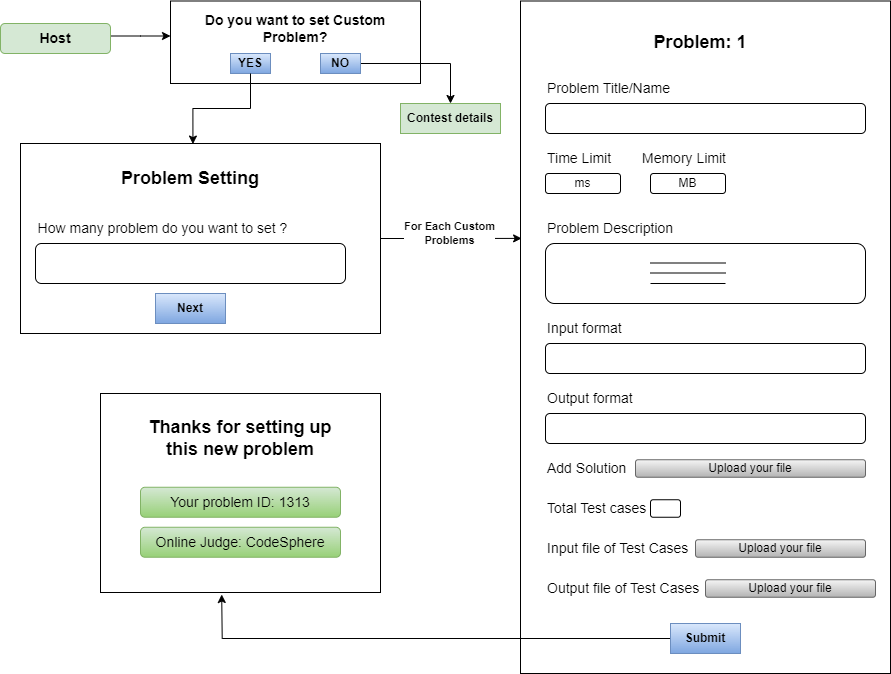 Host
Do you want to set Custom
Problem?
YES
NO
Contest details
Problem Setting
How many problem do you want to set ?
Next
For Each Custom
Problems
Problem: 1
Problem Title/Name
Time Limit
Memory Limit
ms
MB
Problem Description
Input format
Output format
Add Solution
Upload your file
Total Test cases
Input file of Test Cases
Upload your file
Output file of Test Cases
Upload your file
Submit
Thanks for setting up
this new problem
Your problem ID: 1313
Online Judge: CodeSphere